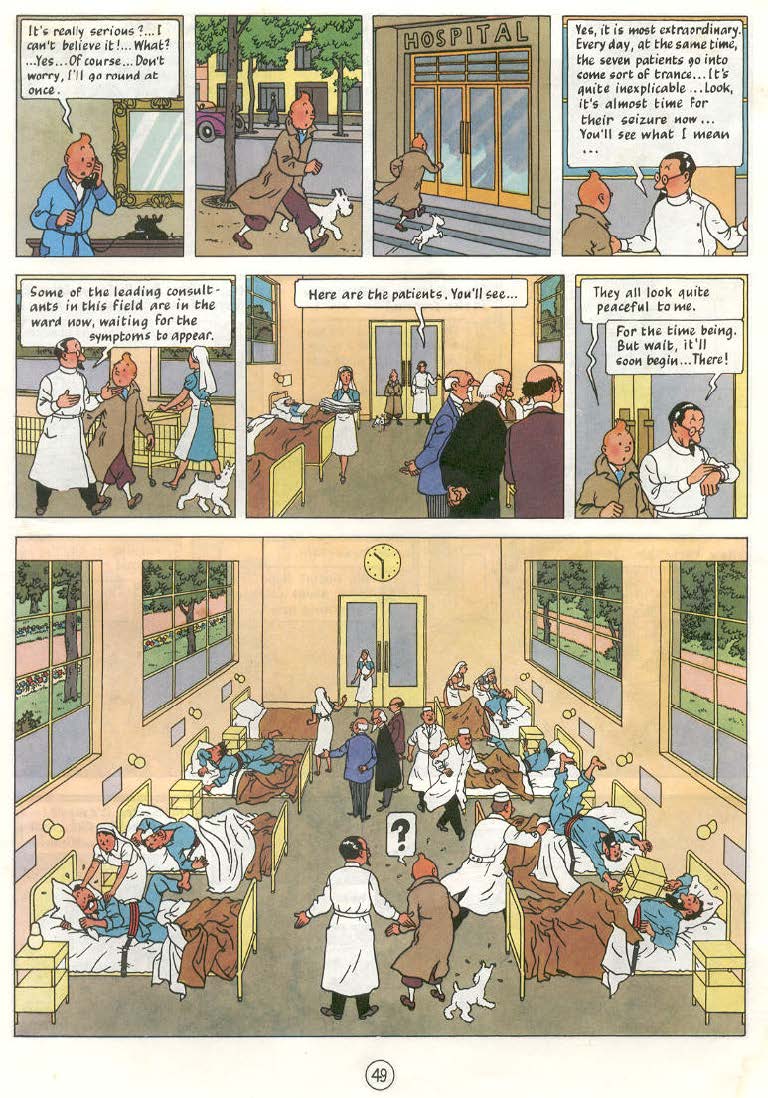 It's really serious?...I
can't believe it!...What?
...Yes...Of course...Don't
worry, I'll go round at
once.
HOSPITAL
Yes, it is most extraordinary.
Every day, at the same time,
the seven patients go into
come sort of trance...It's
quite inexplicable...Look,
it's almost time for
their seizure now...
You'll see what I mean
...
Some of the leading consult-
ants in this field are in the
ward now, waiting for the
symptoms to appear.
Here are the patients. You'll see...
They all look quite
peaceful to me.
For the time being.
But wait, it'll
soon begin...There!
?
49